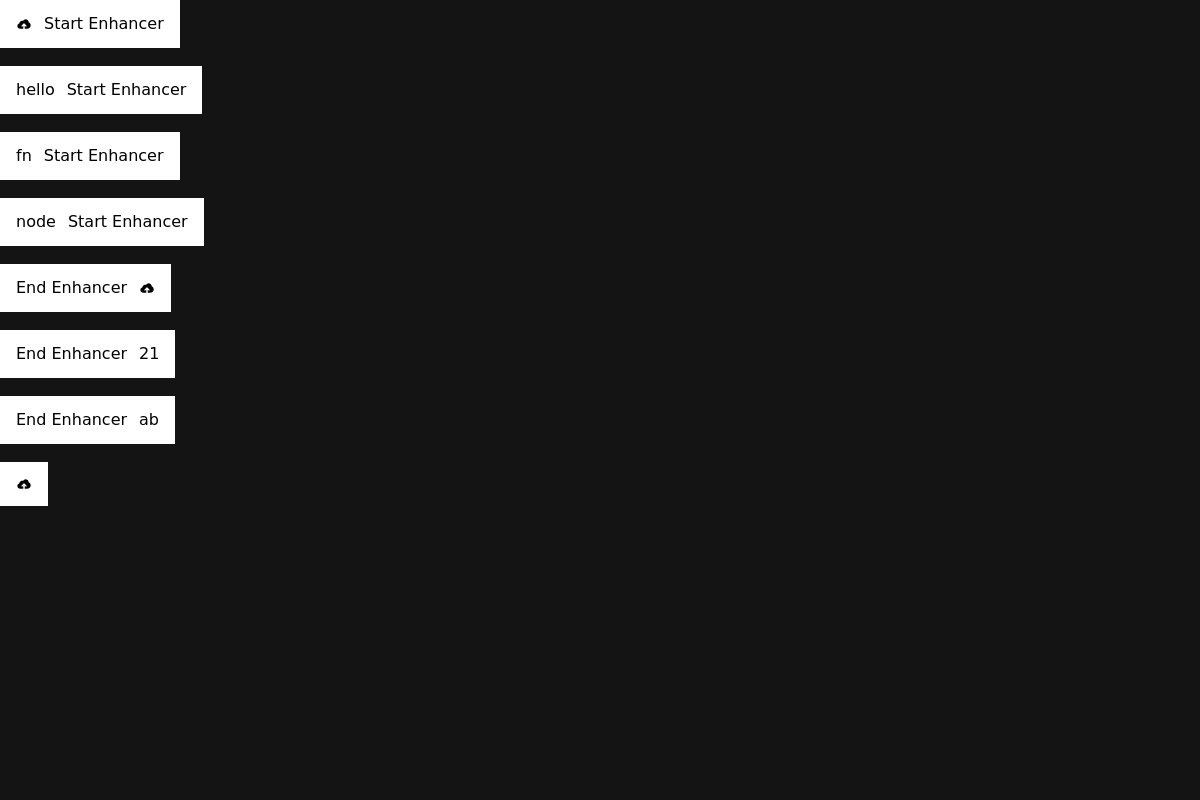 Start Enhancer
hello Start Enhancer
fn Start Enhancer
node Start Enhancer
End Enhancer
End Enhancer 21
End Enhancer ab